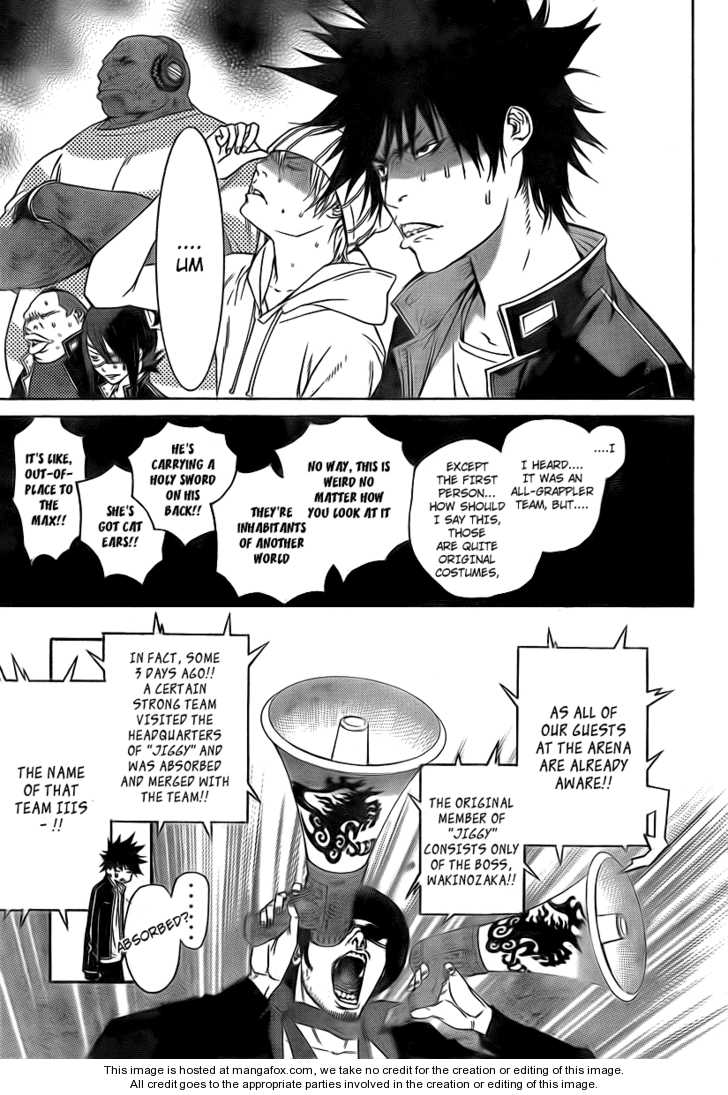 ....
UM
....I
I HEARD....
IT WAS AN
ALL-GRAPPLER
TEAM, BUT....
EXCEPT
THE FIRST
PERSON...
HOW SHOULD
I SAY THIS,
THOSE
ARE QUITE
ORIGINAL
COSTUMES,
NO WAY, THIS IS
WEIRD NO
MATTER HOW
YOU LOOK AT IT
THEY'RE
INHABITANTS
OF ANOTHER
WORLD
HE'S
CARRYING A
HOLY SWORD
ON HIS
BACK!!
SHE'S
GOT CAT
EARS!!
IT'S LIKE,
OUT-OF-
PLACE TO
THE
MAX!!
AS ALL OF
OUR GUESTS
AT THE ARENA
ARE ALREADY
AWARE!!
THE ORIGINAL
MEMBER OF
"JIGGY"
CONSISTS ONLY
OF THE BOSS,
WAKINOZAKA!!
IN FACT, SOME
3 DAYS AGO!!
A CERTAIN
STRONG TEAM
VISITED THE
HEADQUARTERS
OF "JIGGY" AND
WAS ABSORBED
AND MERGED WITH
THE TEAM!!
THE NAME
OF THAT
TEAM IIIS
- !!
....
ABSORBED?
This image is hosted at mangafox.com, we take no credit for the creation or editing of this image.
All credit goes to the appropriate parties involved in the creation or editing of this image.